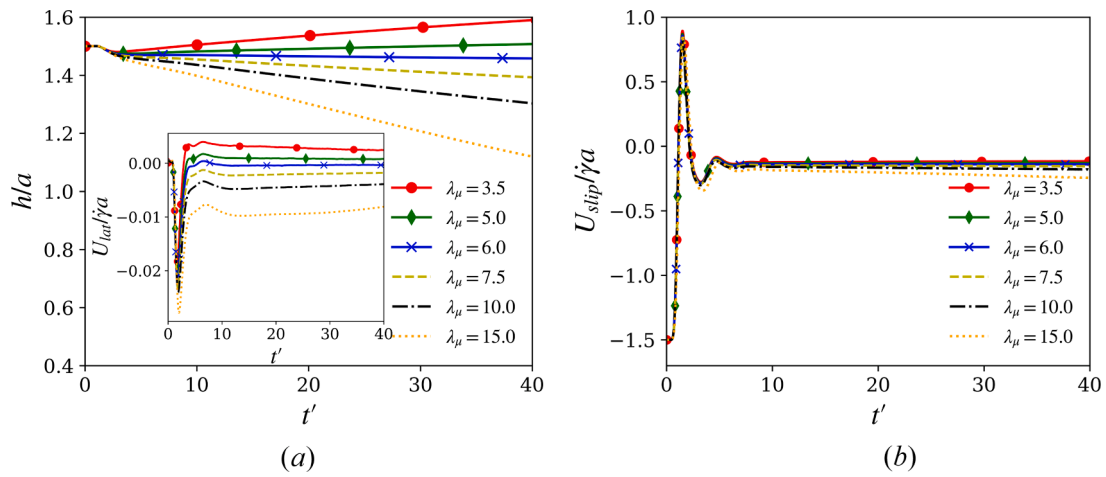 1.6
1.4
1.2
1.0
0.8
0.6
0.4
h/a
0 10 20 30 40
t′
0.00
−0.01
−0.02
U_lat/γ̇a
0 10 20 30 40
t′
λ_μ = 3.5
λ_μ = 5.0
λ_μ = 6.0
λ_μ = 7.5
λ_μ = 10.0
λ_μ = 15.0
(a)
1.0
0.5
0.0
−0.5
−1.0
−1.5
U_slip/γ̇a
0 10 20 30 40
t′
λ_μ = 3.5
λ_μ = 5.0
λ_μ = 6.0
λ_μ = 7.5
λ_μ = 10.0
λ_μ = 15.0
(b)